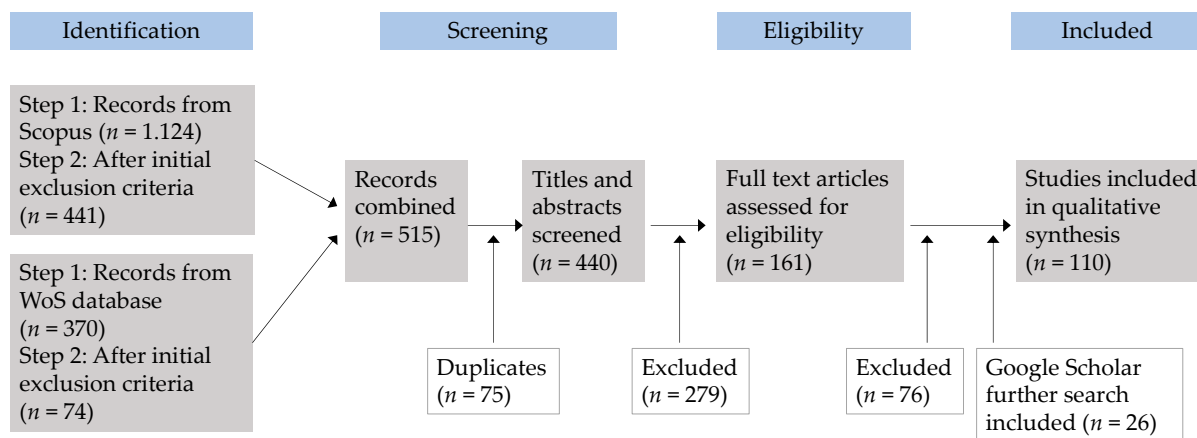 Identification
Screening
Eligibility
Included
Step 1: Records from
Scopus (n = 1.124)
Step 2: After initial
exclusion criteria
(n = 441)
Step 1: Records from
WoS database
(n = 370)
Step 2: After initial
exclusion criteria
(n = 74)
Records
combined
(n = 515)
Titles and
abstracts
screened
(n = 440)
Full text articles
assessed for
eligibility
(n = 161)
Studies included
in qualitative
synthesis
(n = 110)
Duplicates
(n = 75)
Excluded
(n = 279)
Excluded
(n = 76)
Google Scholar
further search
included (n = 26)